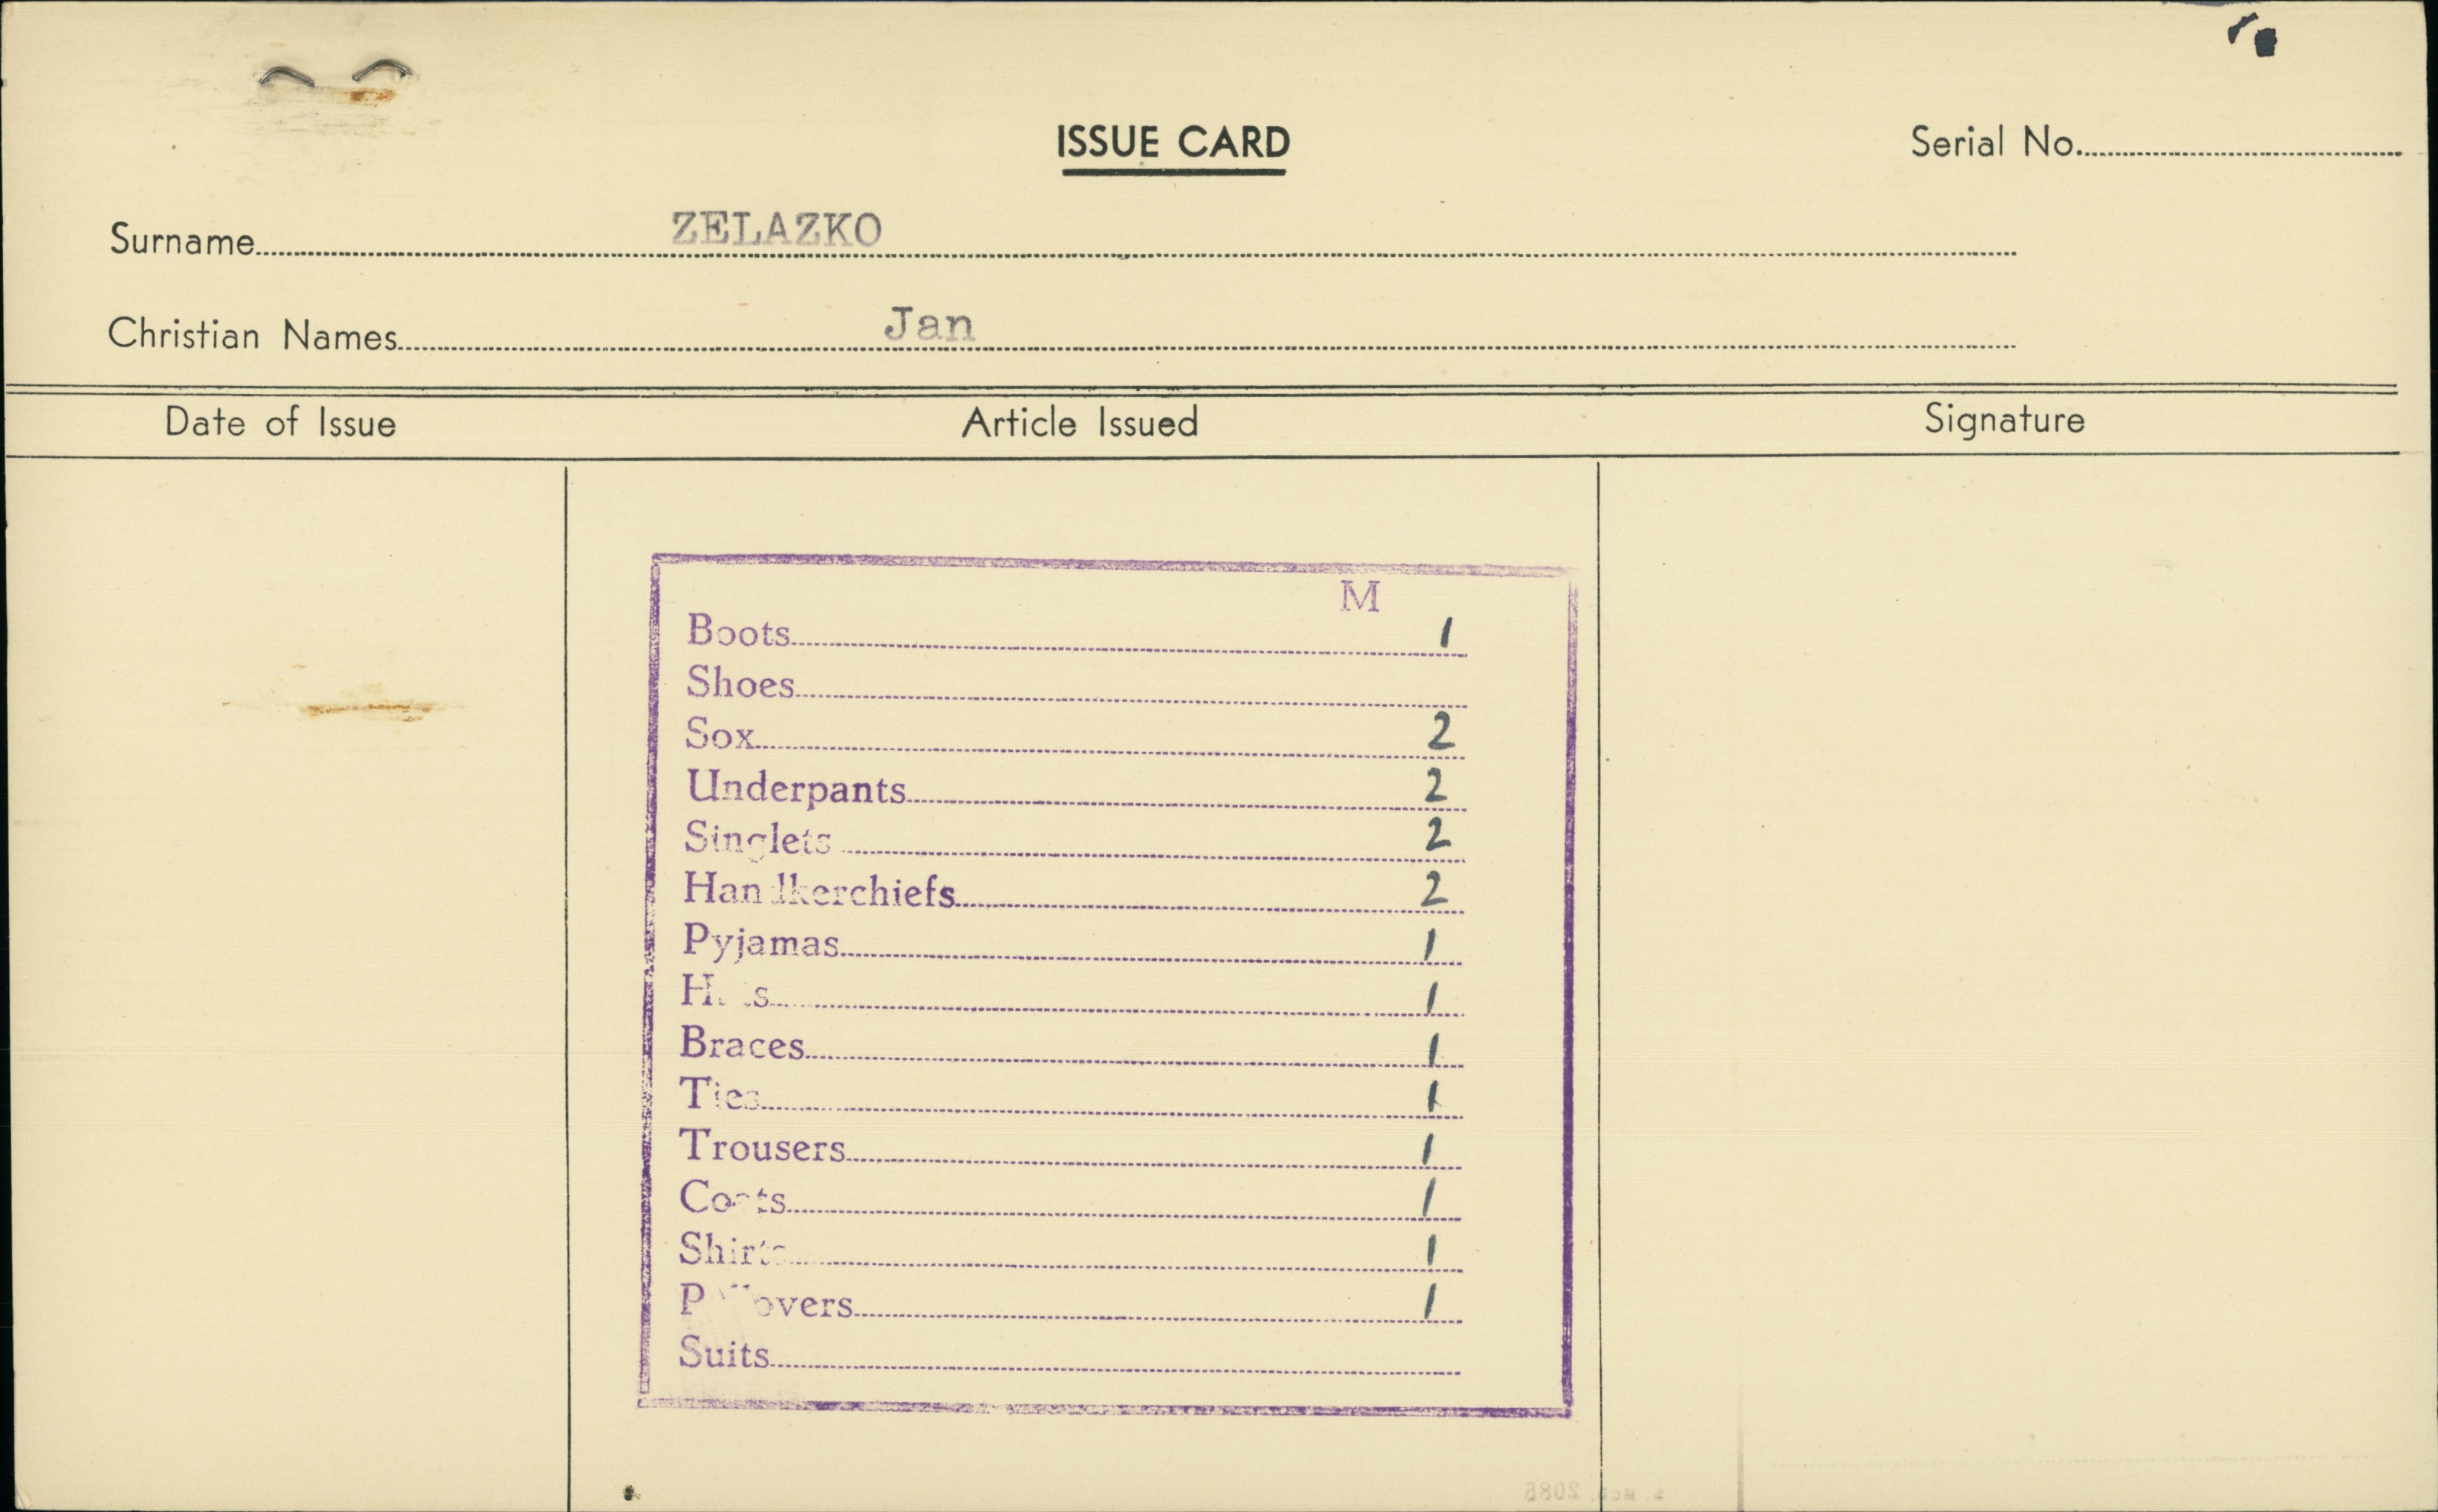 ISSUE CARD
Serial No.
Surname ZELAZKO
Christian Names Jan
Date of Issue Article Issued Signature
M
Boots 1
Shoes
Sox 2
Underpants 2
Singlets 2
Handkerchiefs 2
Pyjamas 1
Hats 1
Braces 1
Ties 1
Trousers 1
Coats 1
Shirts 1
Pullovers 1
Suits